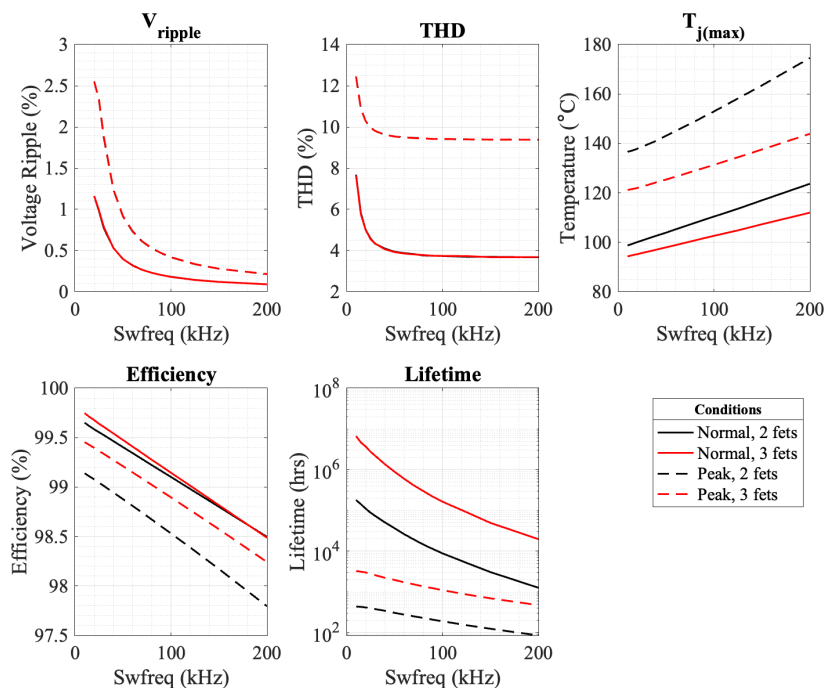 V_ripple
Voltage Ripple (%)
3
2.5
2
1.5
1
0.5
0
0 100 200
Swfreq (kHz)
THD
THD (%)
14
12
10
8
6
4
2
0 100 200
Swfreq (kHz)
T_j(max)
Temperature (°C)
180
160
140
120
100
80
0 100 200
Swfreq (kHz)
Efficiency
Efficiency (%)
100
99.5
99
98.5
98
97.5
0 100 200
Swfreq (kHz)
Lifetime
Lifetime (hrs)
10^8
10^6
10^4
10^2
0 100 200
Swfreq (kHz)
Conditions
Normal, 2 fets
Normal, 3 fets
Peak, 2 fets
Peak, 3 fets